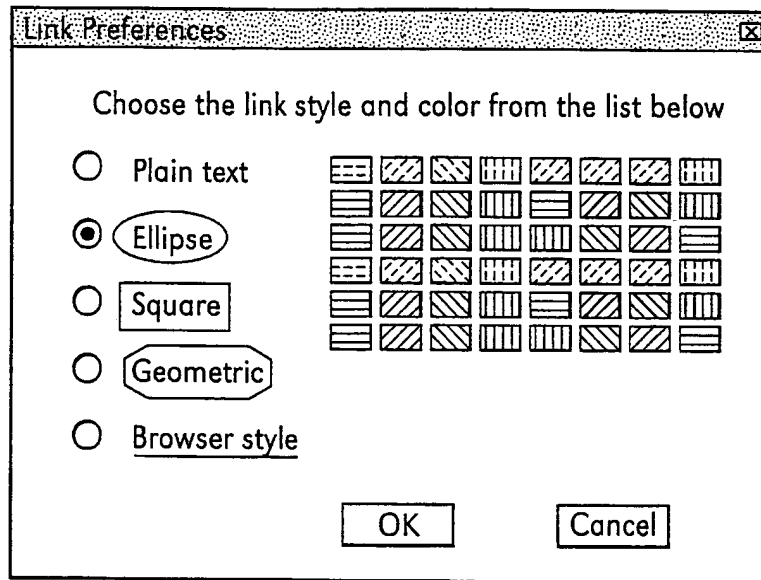 Link Preferences
Choose the link style and color from the list below
Plain text
Ellipse
Square
Geometric
Browser style
OK
Cancel